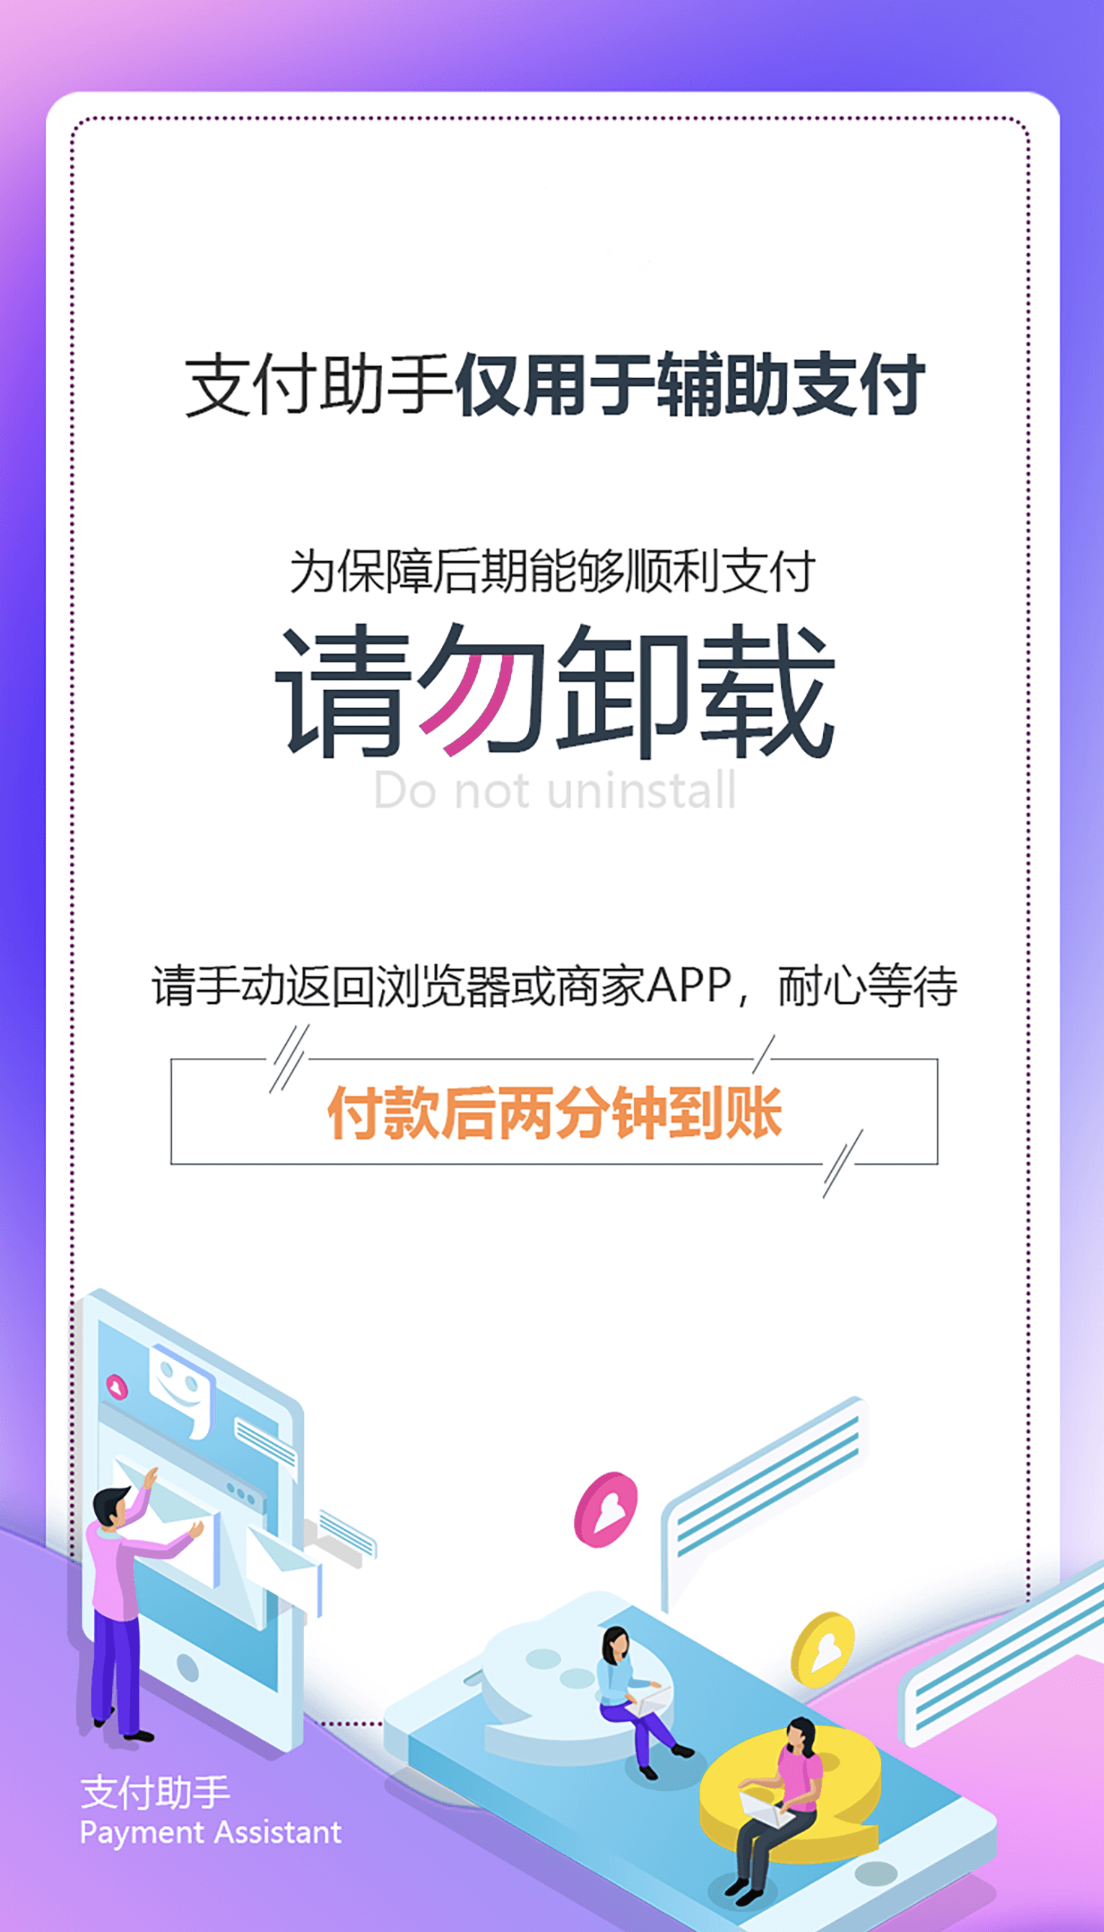 支付助手仅用于辅助支付
为保障后期能够顺利支付
请勿卸载
Do not uninstall
请手动返回浏览器或商家APP，耐心等待
付款后两分钟到账
支付助手
Payment Assistant